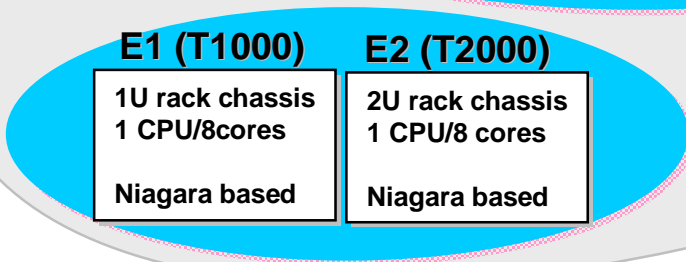 E1 (T1000)
1U rack chassis
1 CPU/8cores
Niagara based
E2 (T2000)
2U rack chassis
1 CPU/8 cores
Niagara based